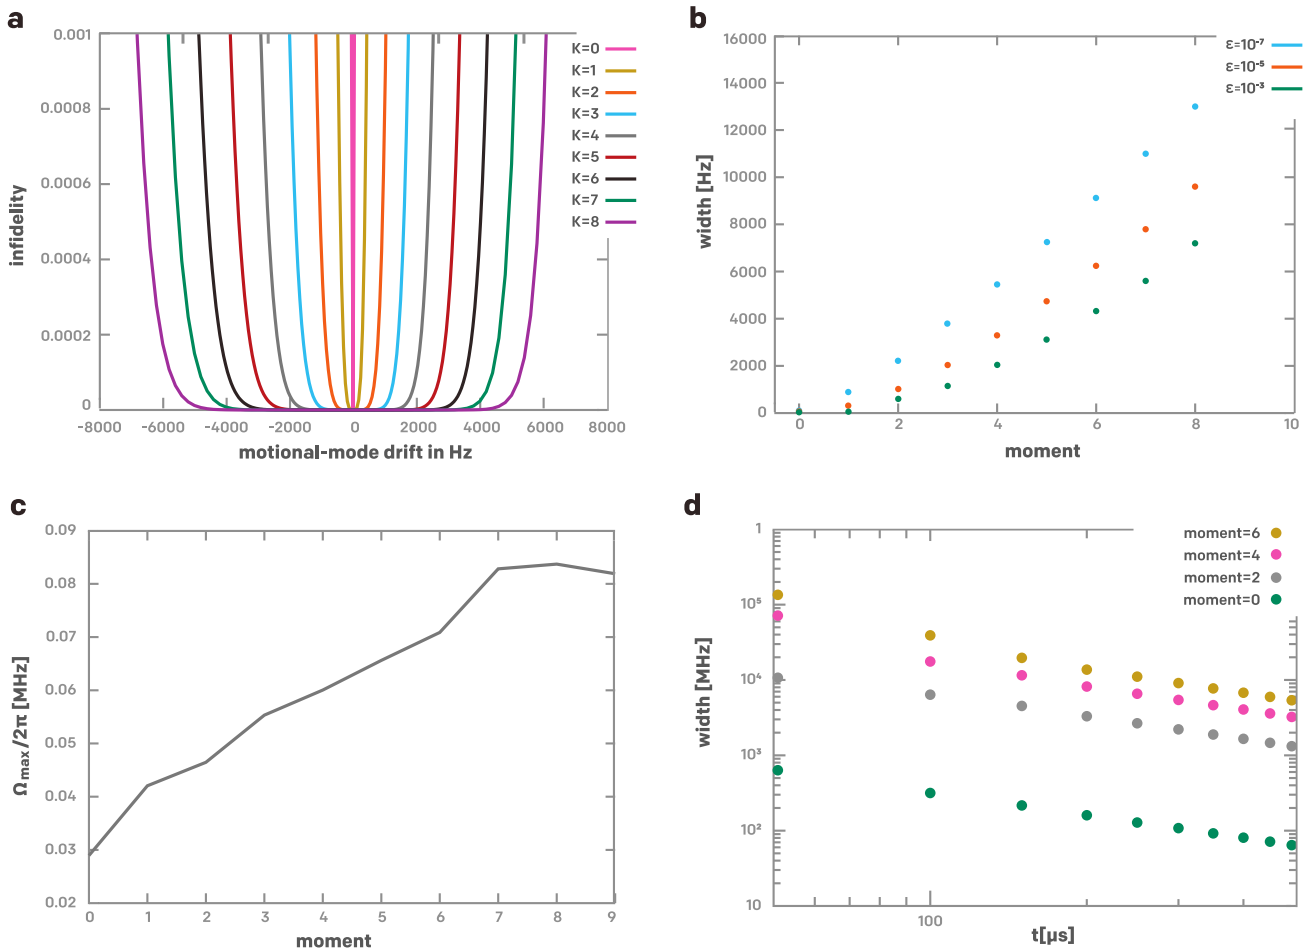 a
infidelity
0.001
0.0008
0.0006
0.0004
0.0002
0
-8000 -6000 -4000 -2000 0 2000 4000 6000 8000
motional-mode drift in Hz
K=0
K=1
K=2
K=3
K=4
K=5
K=6
K=7
K=8
b
width [Hz]
16000
14000
12000
10000
8000
6000
4000
2000
0
0 2 4 6 8 10
moment
ε=10⁻⁷
ε=10⁻⁵
ε=10⁻³
c
Ωmax/2π [MHz]
0.09
0.08
0.07
0.06
0.05
0.04
0.03
0.02
0 1 2 3 4 5 6 7 8 9
moment
d
width [MHz]
1
10⁵
10⁴
10³
10²
10
100
t[µs]
moment=6
moment=4
moment=2
moment=0